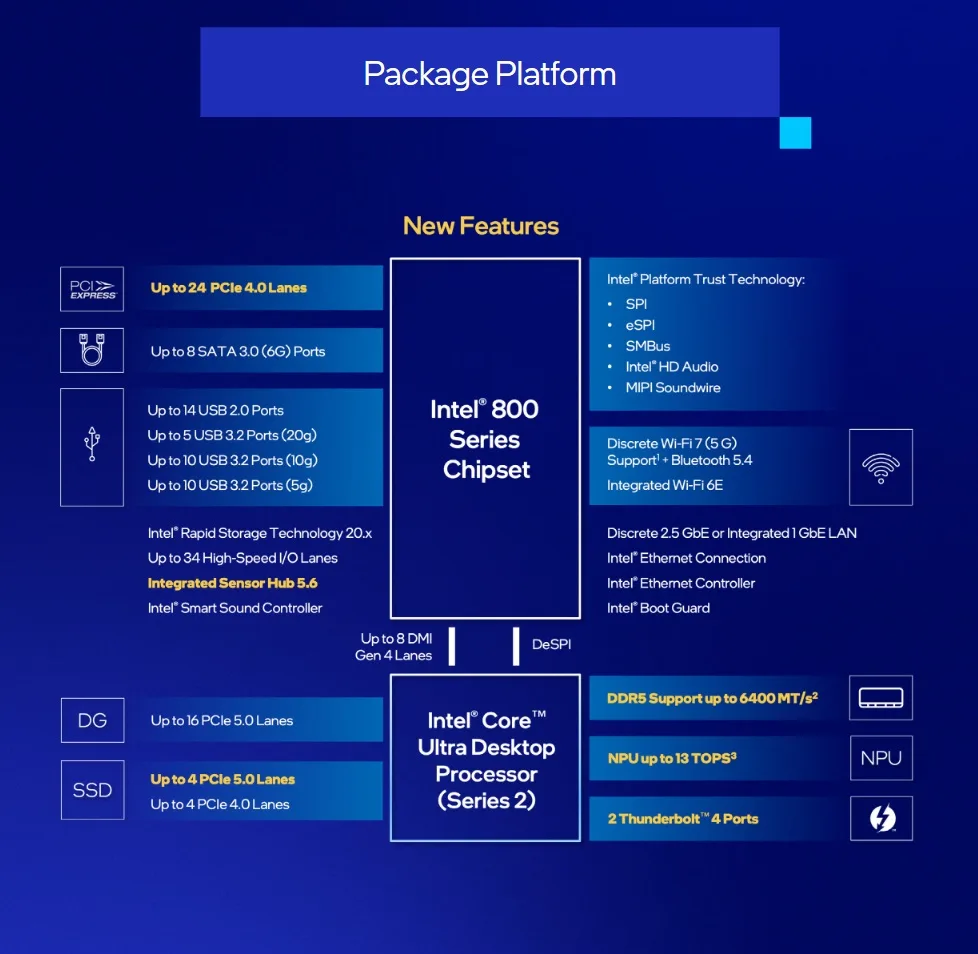 Package Platform
New Features
PCI EXPRESS®
Up to 24 PCIe 4.0 Lanes
Up to 8 SATA 3.0 (6G) Ports
Up to 14 USB 2.0 Ports
Up to 5 USB 3.2 Ports (20g)
Up to 10 USB 3.2 Ports (10g)
Up to 10 USB 3.2 Ports (5g)
Intel® Rapid Storage Technology 20.x
Up to 34 High-Speed I/O Lanes
Integrated Sensor Hub 5.6
Intel® Smart Sound Controller
Intel® 800
Series
Chipset
Intel® Platform Trust Technology:
• SPI
• eSPI
• SMBus
• Intel® HD Audio
• MIPI Soundwire
Discrete Wi-Fi 7 (5 G)
Support¹ + Bluetooth 5.4
Integrated Wi-Fi 6E
Discrete 2.5 GbE or Integrated 1 GbE LAN
Intel® Ethernet Connection
Intel® Ethernet Controller
Intel® Boot Guard
Up to 8 DMI
Gen 4 Lanes
DeSPI
DG
Up to 16 PCIe 5.0 Lanes
SSD
Up to 4 PCIe 5.0 Lanes
Up to 4 PCIe 4.0 Lanes
Intel® Core™
Ultra Desktop
Processor
(Series 2)
DDR5 Support up to 6400 MT/s²
NPU up to 13 TOPS³
NPU
2 Thunderbolt™ 4 Ports